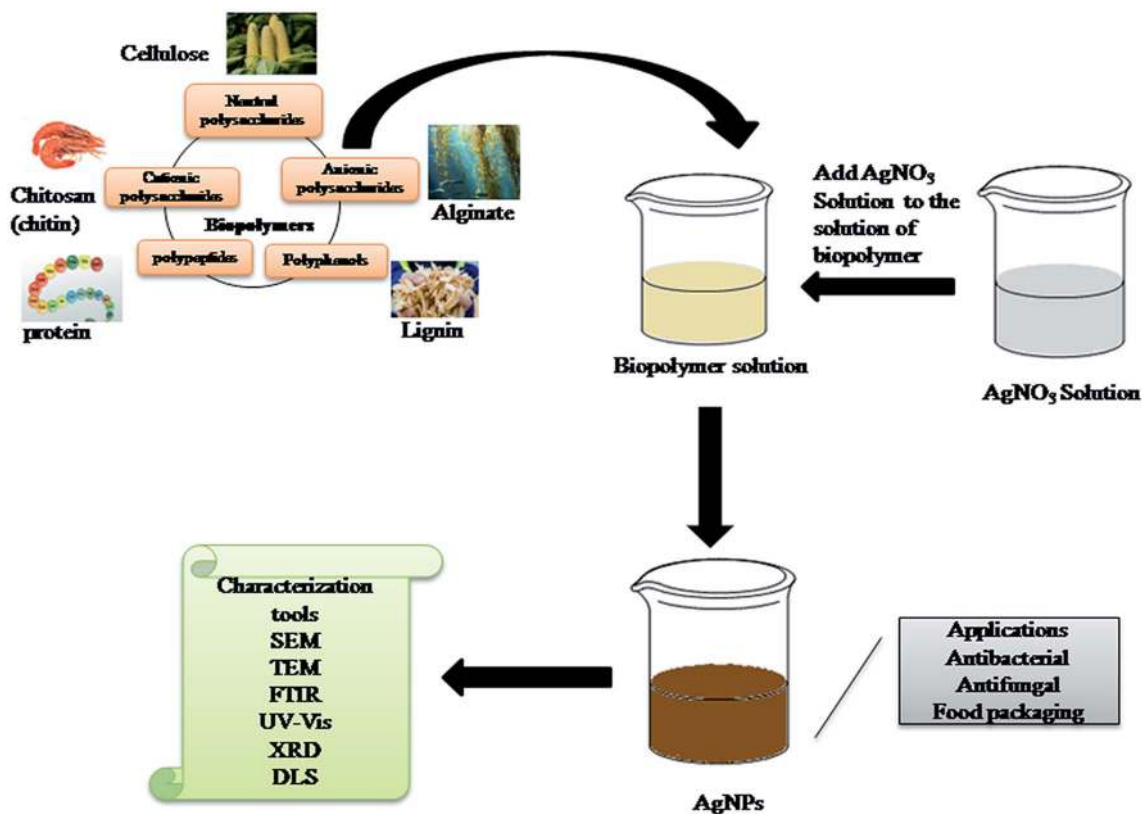 Cellulose
Neutral
polysaccharides
Cationic
polysaccharides
Anionic
polysaccharides
Chitosan
(chitin)
Biopolymers
Alginate
polypeptides
Polyphenols
protein
Lignin
Add AgNO₃
Solution to the
solution of
biopolymer
Biopolymer solution
AgNO₃ Solution
Characterization
tools
SEM
TEM
FTIR
UV-Vis
XRD
DLS
Applications
Antibacterial
Antifungal
Food packaging
AgNPs